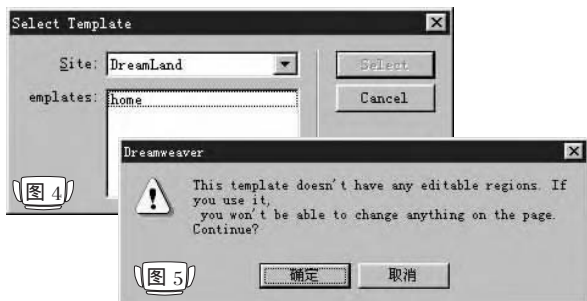 Select Templ
Site: DreamLand
Select
emplates: home
Cancel
图 4
Dreamweaver
This template doesn't have any editable regions. If
you use it,
you won't be able to change anything on the page.
Continue?
确定
取消
图 5